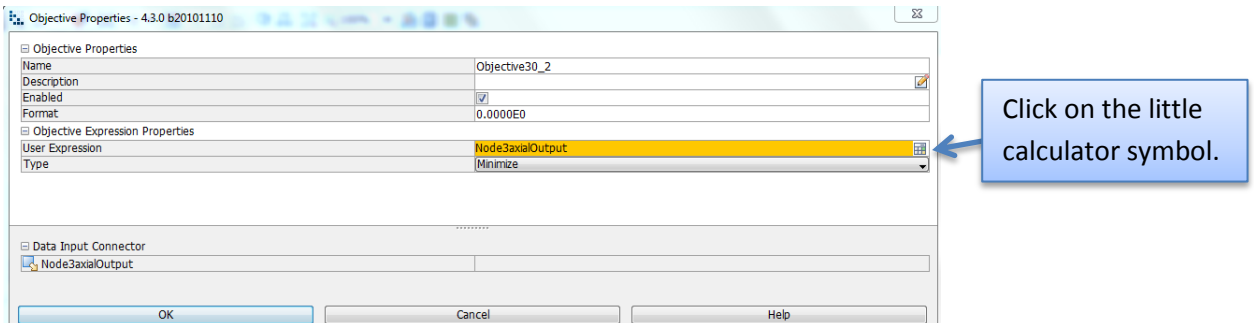 Objective Properties - 4.3.0 b20101110
Objective Properties
Name Objective30_2
Description
Enabled
Format 0.0000E0
Objective Expression Properties
User Expression Node3axialOutput
Type Minimize
Data Input Connector
Node3axialOutput
OK Cancel Help
Click on the little
calculator symbol.